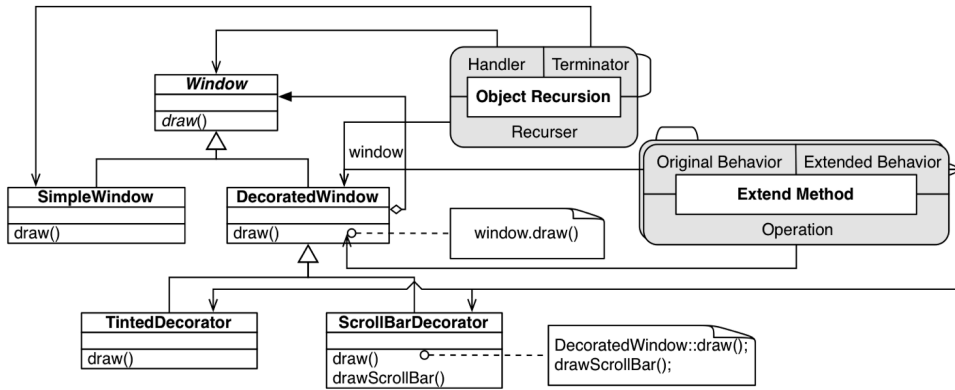 Handler
Terminator
Object Recursion
Recurser
Window
draw()
window
Original Behavior
Extended Behavior
Extend Method
Operation
SimpleWindow
draw()
DecoratedWindow
draw()
window.draw()
TintedDecorator
draw()
ScrollBarDecorator
draw()
drawScrollBar()
DecoratedWindow::draw();
drawScrollBar();